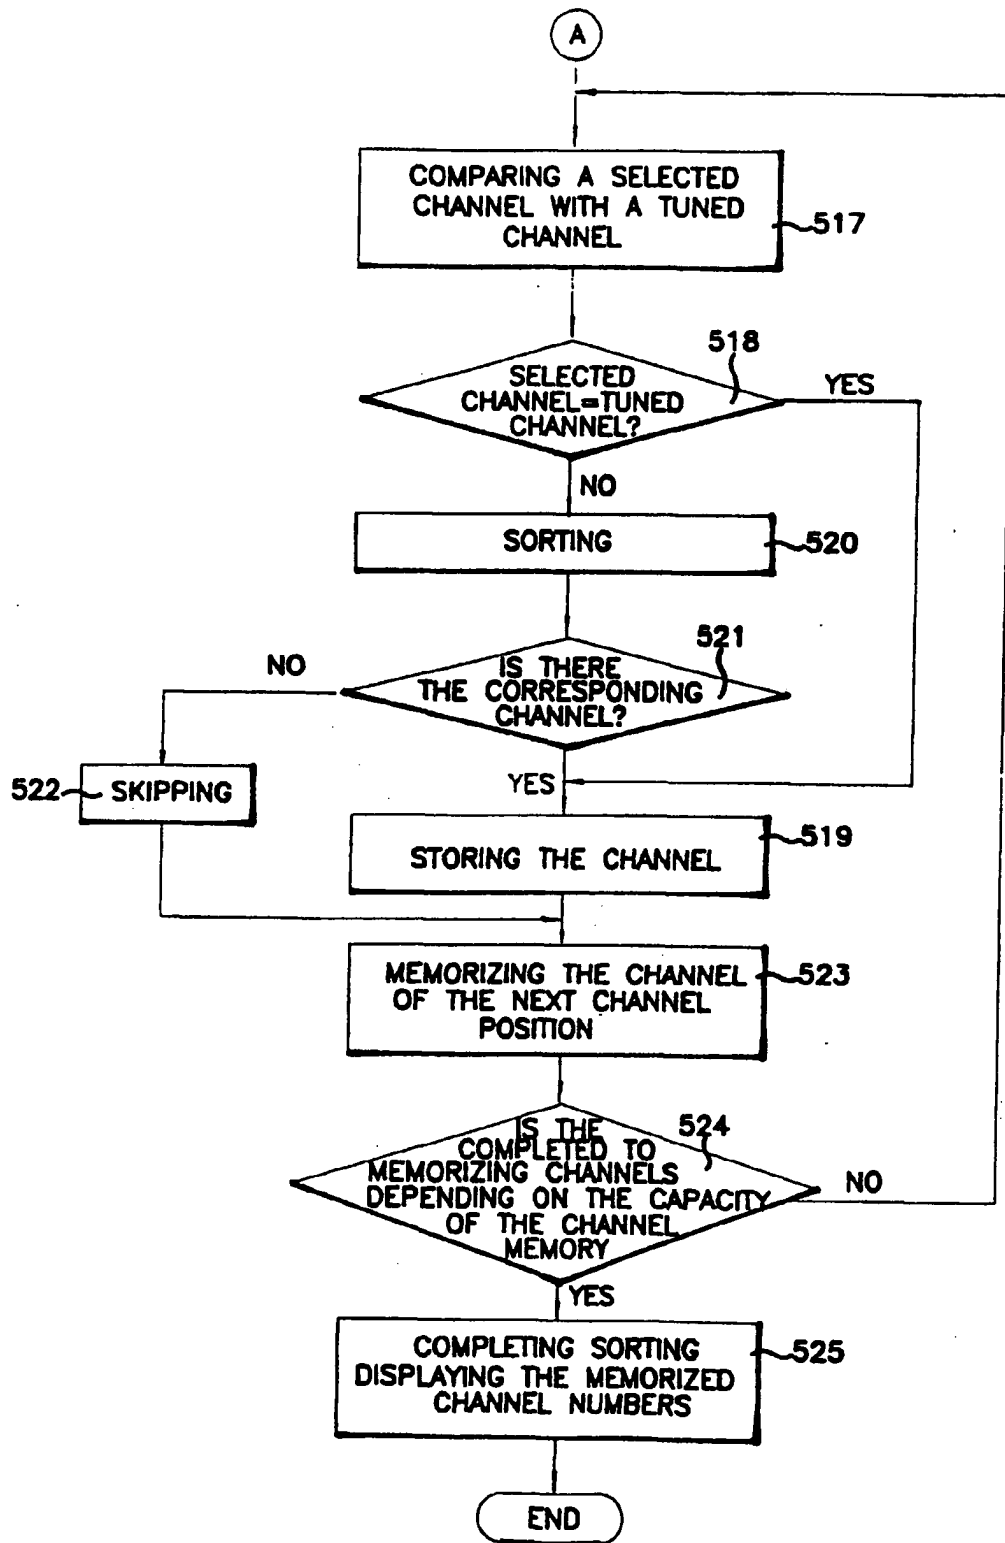 A
COMPARING A SELECTED
CHANNEL WITH A TUNED
CHANNEL
517
518
SELECTED
CHANNEL=TUNED
CHANNEL?
YES
NO
SORTING
520
521
NO
IS THERE
THE CORRESPONDING
CHANNEL?
YES
522
SKIPPING
STORING THE CHANNEL
519
MEMORIZING THE CHANNEL
OF THE NEXT CHANNEL
POSITION
523
524
IS THE
COMPLETED TO
MEMORIZING CHANNELS
DEPENDING ON THE CAPACITY
OF THE CHANNEL
MEMORY
NO
YES
COMPLETING SORTING
DISPLAYING THE MEMORIZED
CHANNEL NUMBERS
525
END